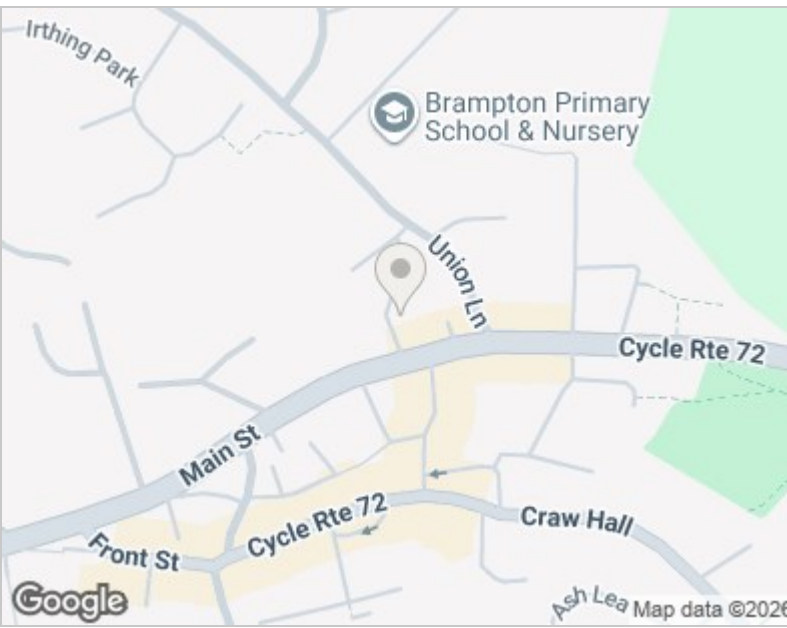 Irthing Park
Brampton Primary
School & Nursery
Union Ln
Cycle Rte 72
Main St
Cycle Rte 72
Craw Hall
Front St
Ash Lea
Google
Map data ©2026